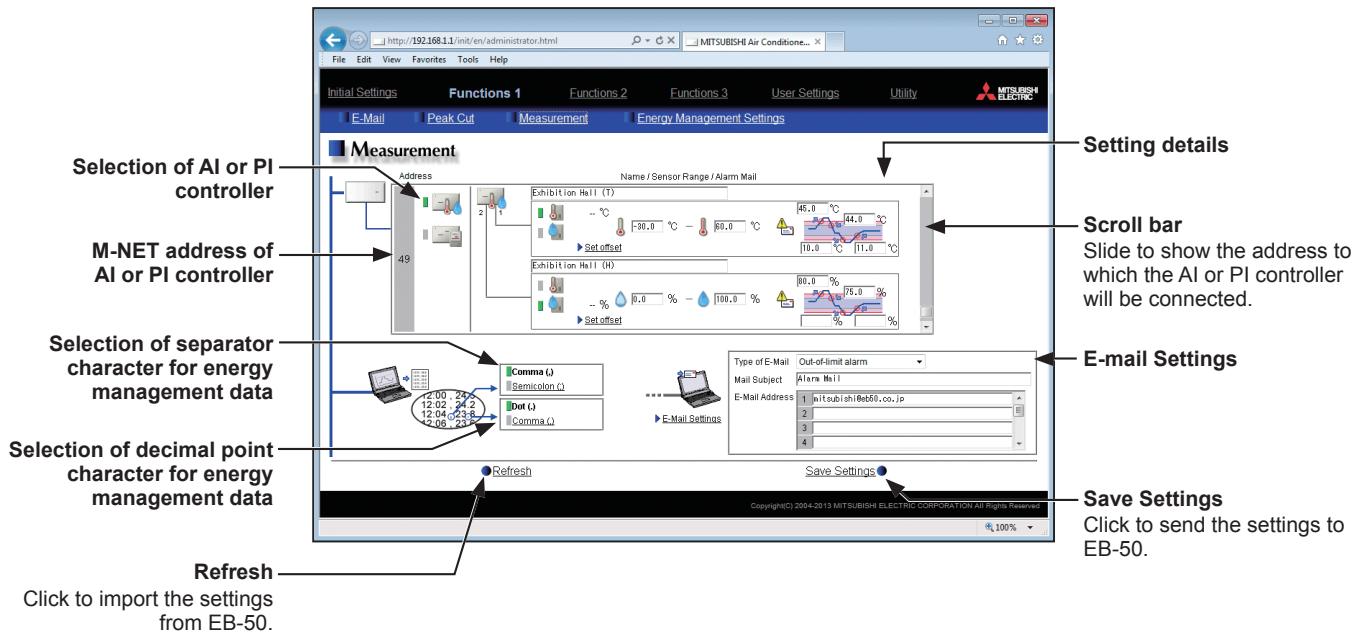 http://192.168.1.1/init/en/administrator.html
MITSUBISHI Air Conditione...
File Edit View Favorites Tools Help
Initial Settings Functions 1 Functions 2 Functions 3 User Settings Utility MITSUBISHI ELECTRIC
E-Mail Peak Cut Measurement Energy Management Settings
Measurement
Address Name / Sensor Range / Alarm Mail
Selection of AI or PI
controller
M-NET address of
AI or PI controller
49
2 1
Exhibition Hall (T)
-- °C -30.0 °C – 60.0 °C
Set offset
45.0 °C
44.0 °C
10.0 °C 11.0 °C
Exhibition Hall (H)
-- % 0.0 % – 100.0 %
Set offset
80.0 %
75.0 %
% %
Setting details
Scroll bar
Slide to show the address to
which the AI or PI controller
will be connected.
Selection of separator
character for energy
management data
Selection of decimal point
character for energy
management data
12:00 , 24.5
12:02 , 24.2
12:04 , 23.8
12:06 , 23.6
Comma (,)
Semicolon (;)
Dot (.)
Comma (,)
E-Mail Settings
Type of E-Mail Out-of-limit alarm
Mail Subject Alarm Mail
E-Mail Address 1 mitsubishi@eb50.co.jp
2
3
4
E-mail Settings
Refresh
Save Settings
Copyright(C) 2004-2013 MITSUBISHI ELECTRIC CORPORATION All Rights Reserved
100%
Save Settings
Click to send the settings to
EB-50.
Refresh
Click to import the settings
from EB-50.